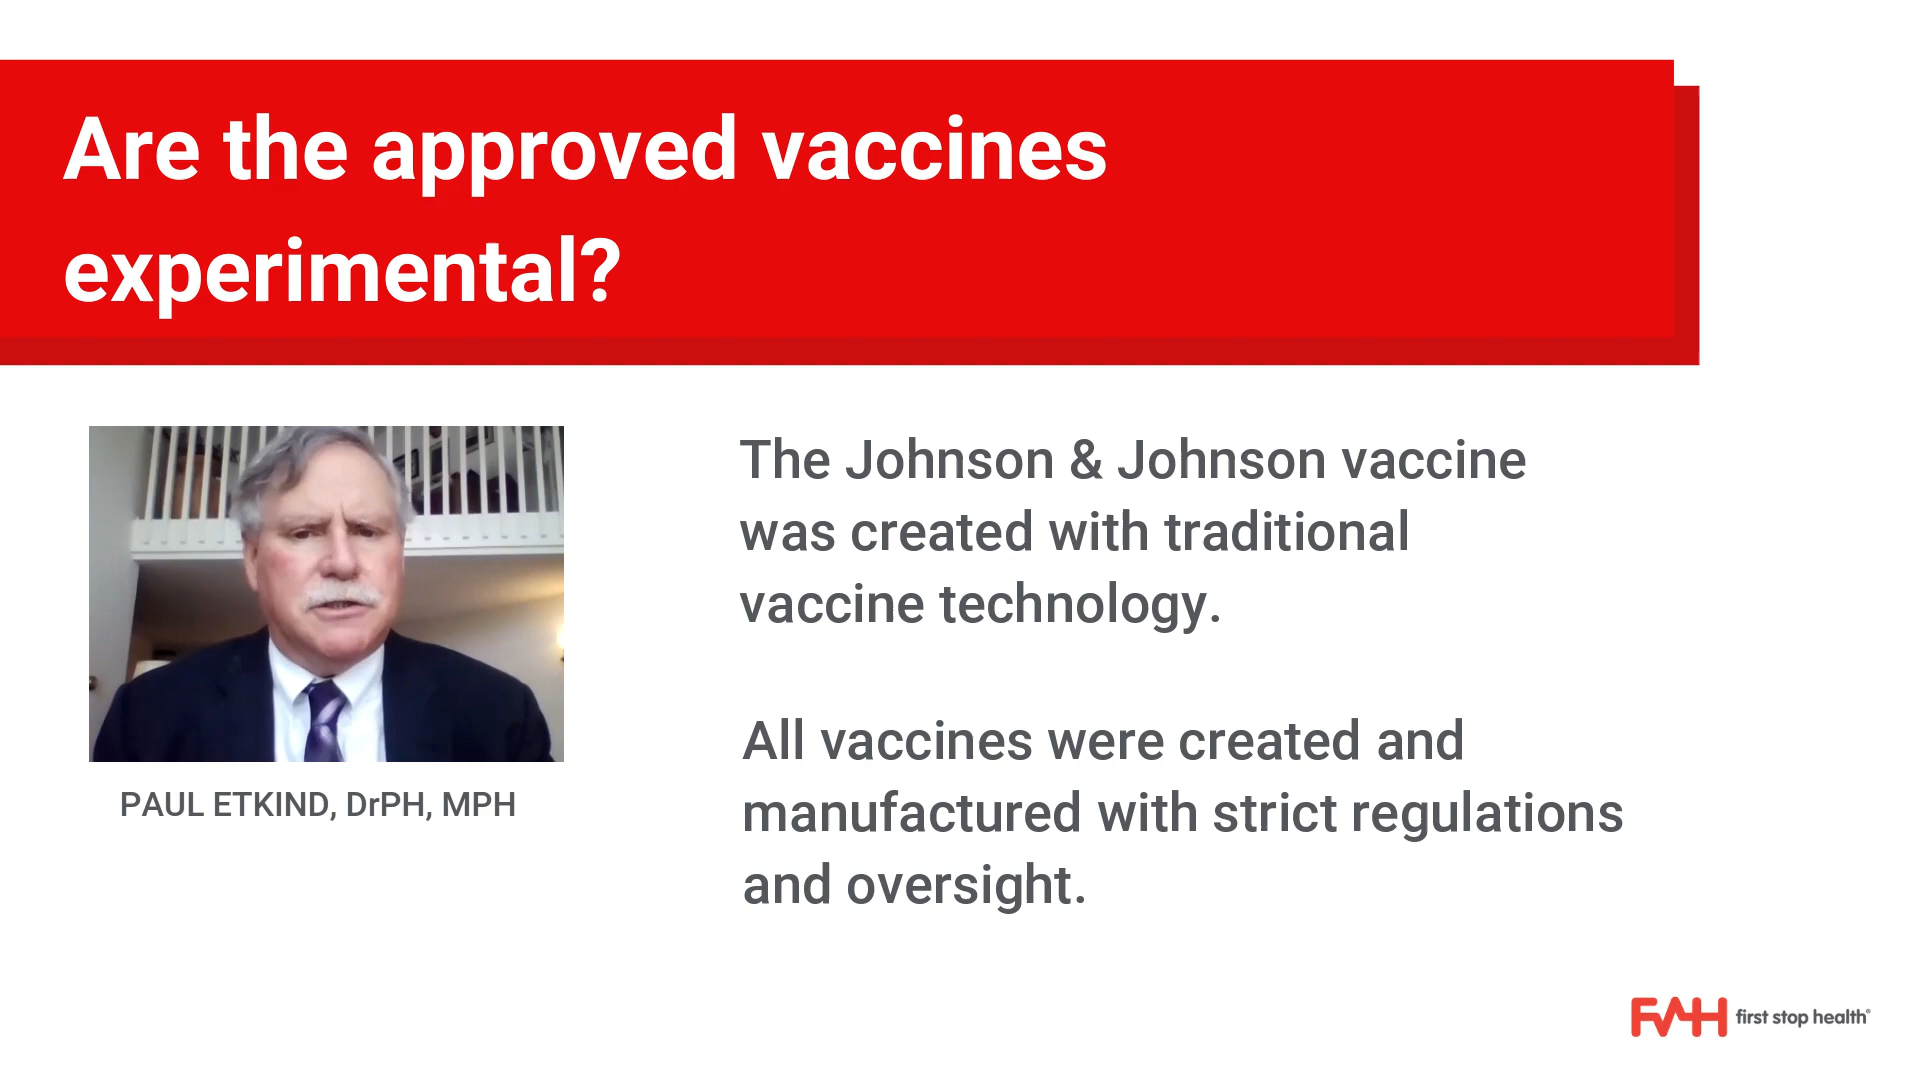 Are the approved vaccines
experimental?
The Johnson & Johnson vaccine
was created with traditional
vaccine technology.
All vaccines were created and
manufactured with strict regulations
and oversight.
PAUL ETKIND, DrPH, MPH
FAH first stop health®